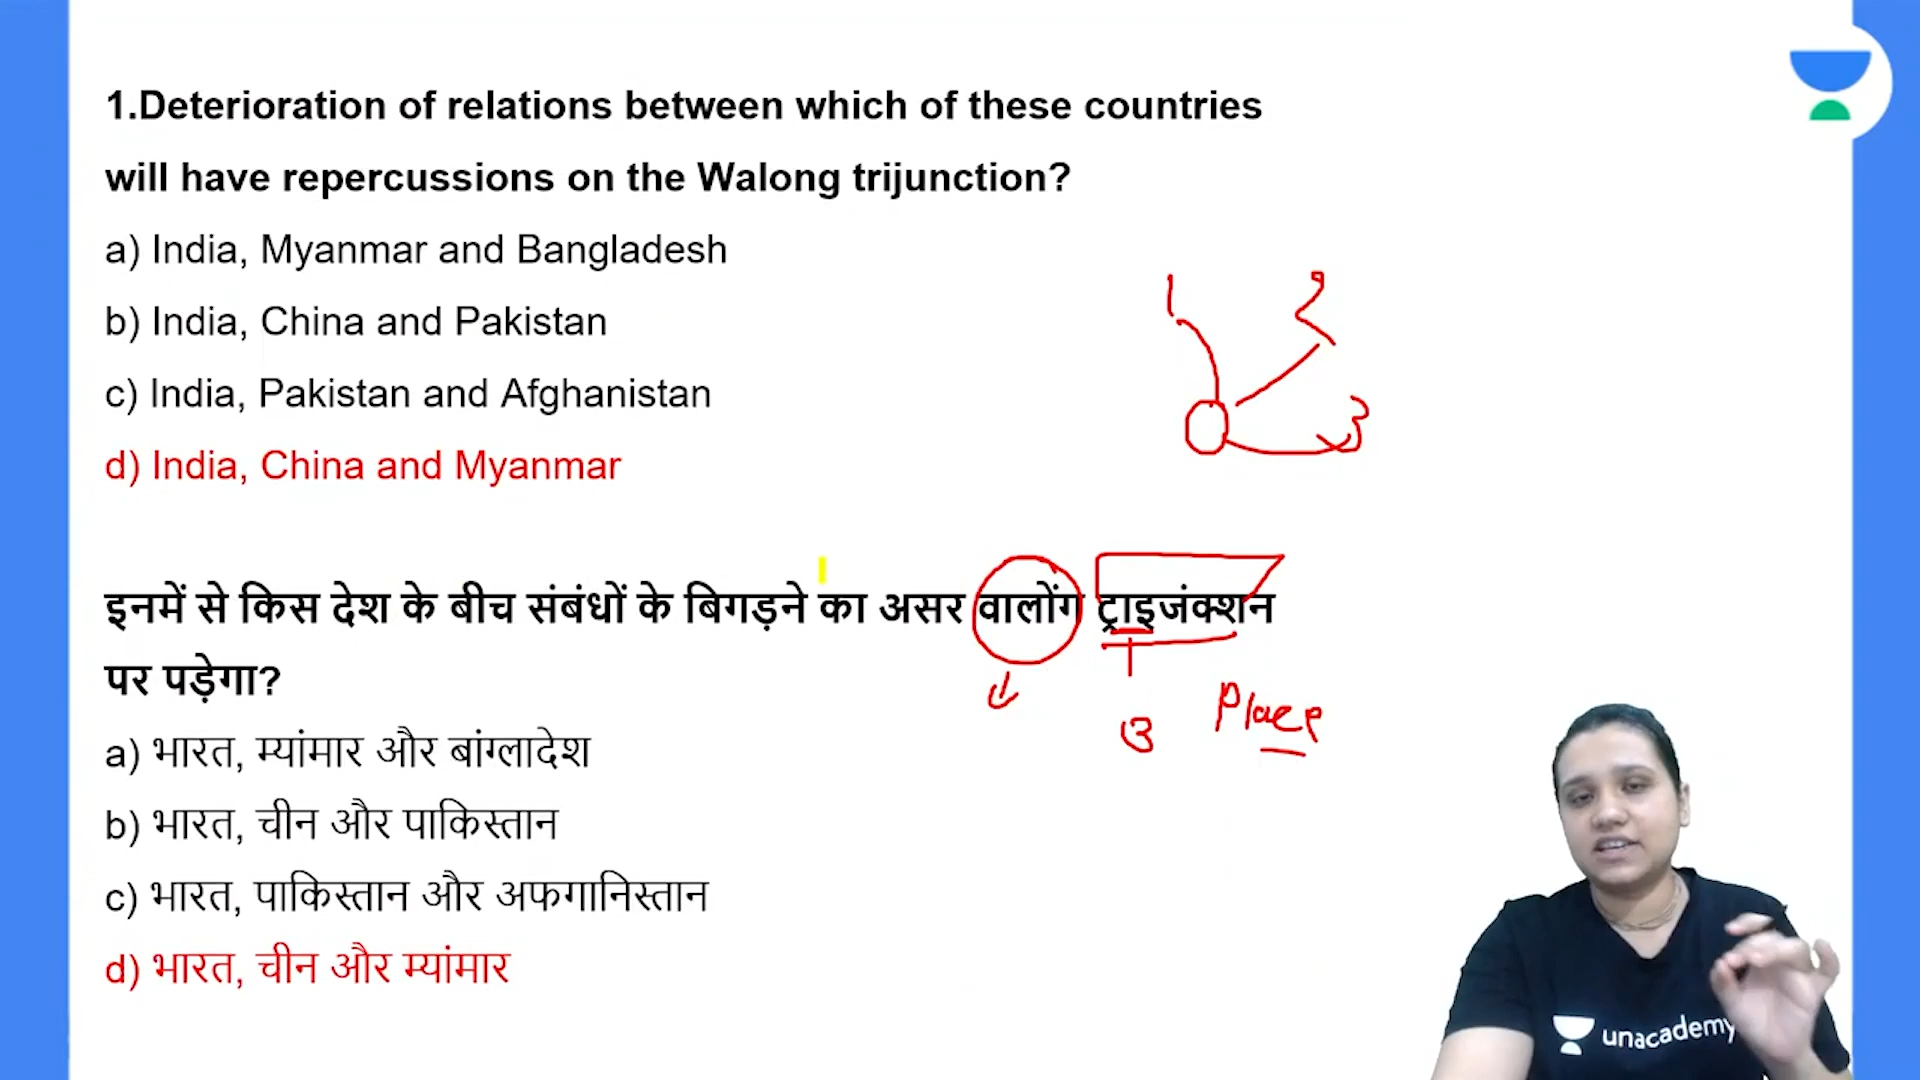 1.Deterioration of relations between which of these countries
will have repercussions on the Walong trijunction?
a) India, Myanmar and Bangladesh
b) India, China and Pakistan
c) India, Pakistan and Afghanistan
d) India, China and Myanmar
1
2
3
इनमें से किस देश के बीच संबंधों के बिगड़ने का असर वालोंग ट्राइजंक्शन
पर पड़ेगा?
3 Place
a) भारत, म्यांमार और बांग्लादेश
b) भारत, चीन और पाकिस्तान
c) भारत, पाकिस्तान और अफगानिस्तान
d) भारत, चीन और म्यांमार
unacademy